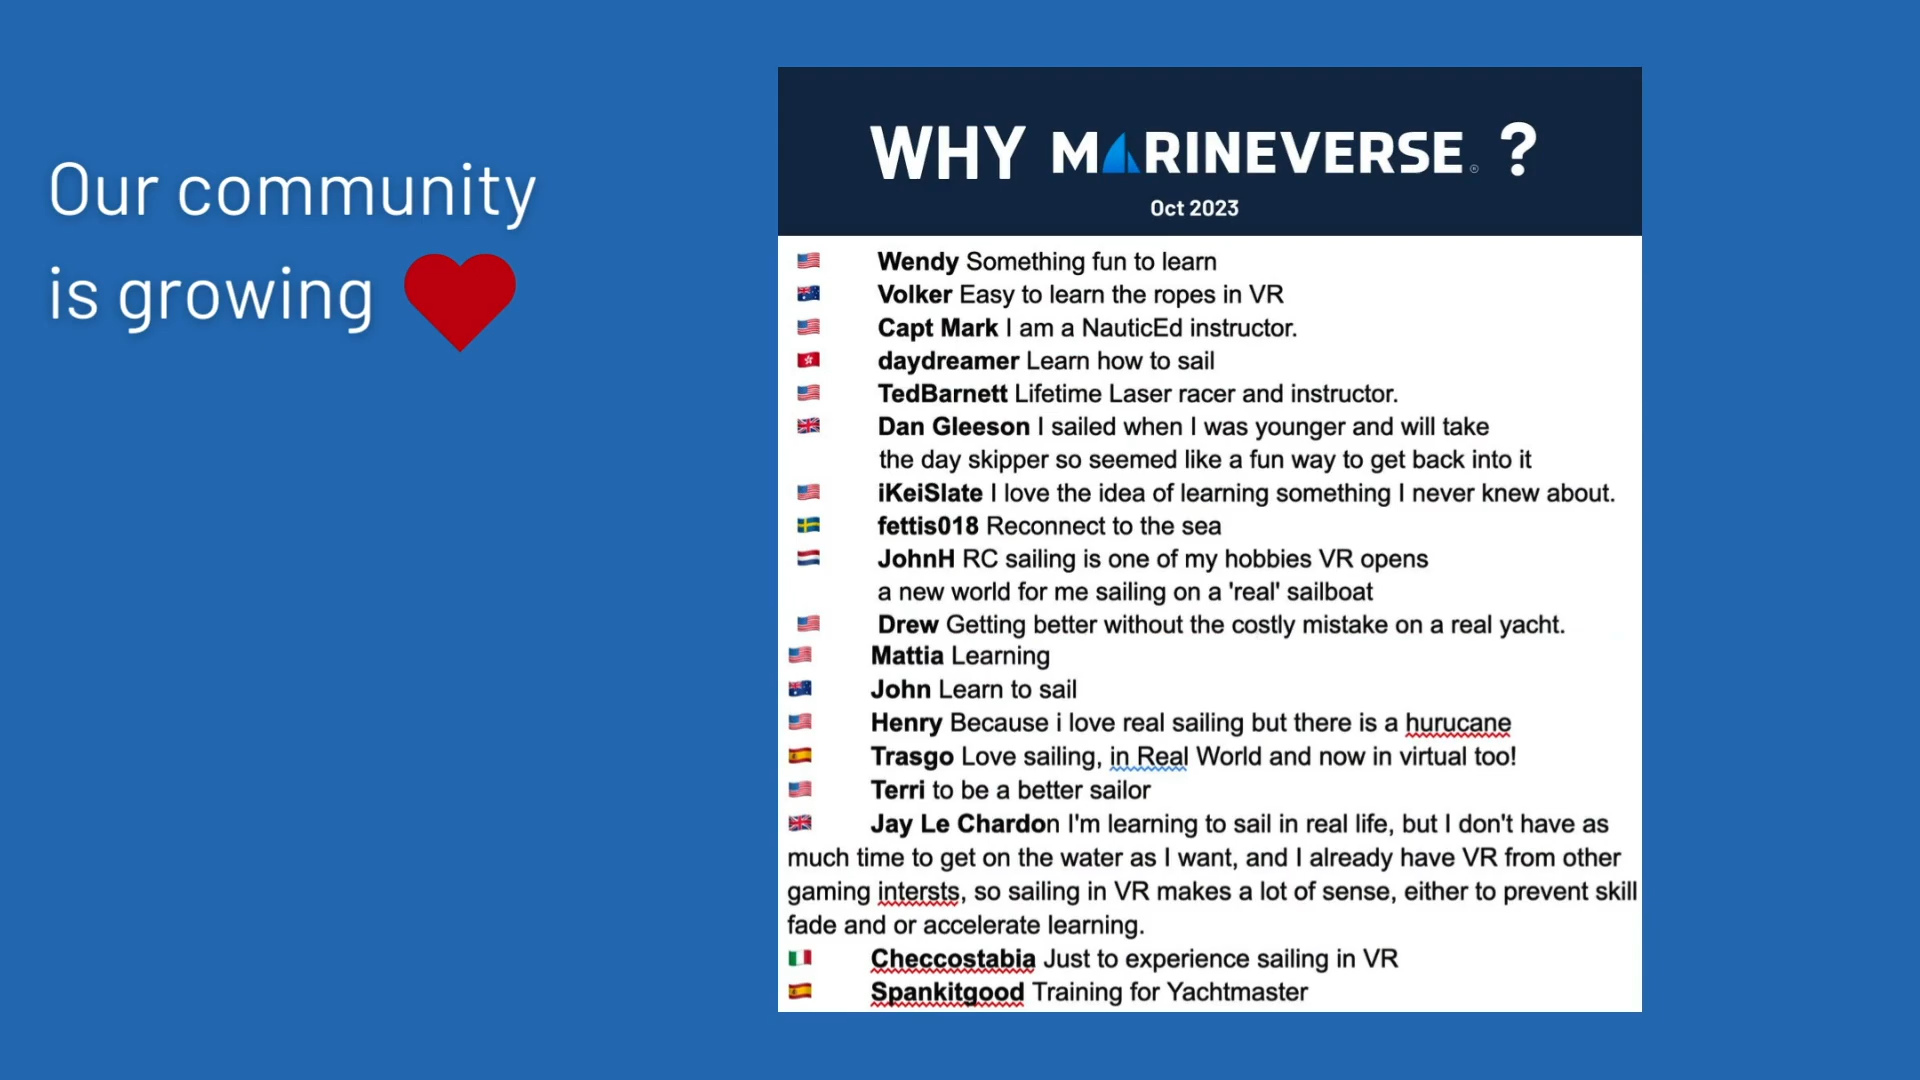 Our community
is growing
WHY MARINEVERSE ?
Oct 2023
Wendy Something fun to learn
Volker Easy to learn the ropes in VR
Capt Mark I am a NauticEd instructor.
daydreamer Learn how to sail
TedBarnett Lifetime Laser racer and instructor.
Dan Gleeson I sailed when I was younger and will take
the day skipper so seemed like a fun way to get back into it
iKeiSlate I love the idea of learning something I never knew about.
fettis018 Reconnect to the sea
JohnH RC sailing is one of my hobbies VR opens
a new world for me sailing on a 'real' sailboat
Drew Getting better without the costly mistake on a real yacht.
Mattia Learning
John Learn to sail
Henry Because i love real sailing but there is a hurucane
Trasgo Love sailing, in Real World and now in virtual too!
Terri to be a better sailor
Jay Le Chardon I'm learning to sail in real life, but I don't have as
much time to get on the water as I want, and I already have VR from other
gaming intersts, so sailing in VR makes a lot of sense, either to prevent skill
fade and or accelerate learning.
Checcostabia Just to experience sailing in VR
Spankitgood Training for Yachtmaster